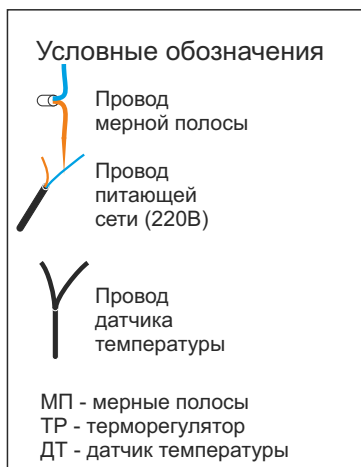 Условные обозначения
Провод
мерной полосы
Провод
питающей
сети (220В)
Провод
датчика
температуры
МП - мерные полосы
ТР - терморегулятор
ДТ - датчик температуры